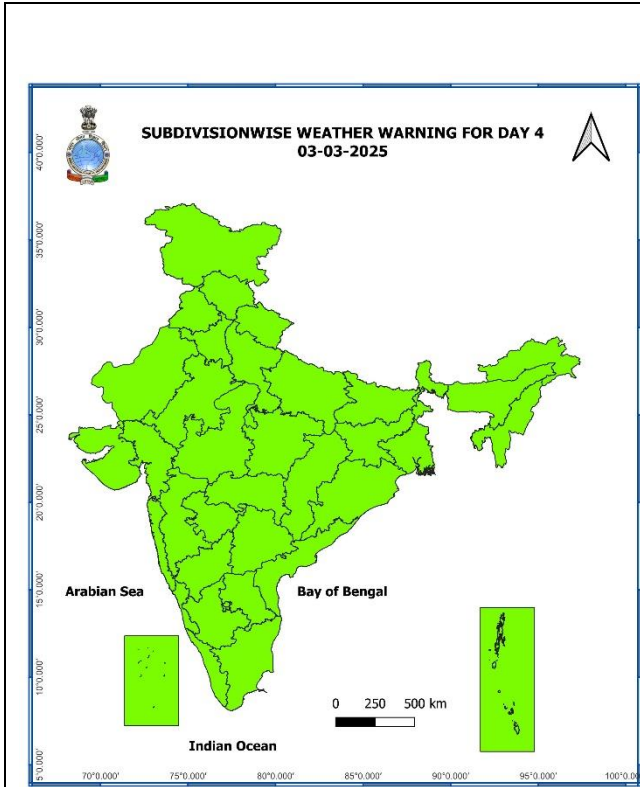 SUBDIVISIONWISE WEATHER WARNING FOR DAY 4
03-03-2025
40°0.000'
35°0.000'
30°0.000'
25°0.000'
20°0.000'
15°0.000'
10°0.000'
5°0.000'
Arabian Sea
Bay of Bengal
0 250 500 km
Indian Ocean
70°0.000' 75°0.000' 80°0.000' 85°0.000' 90°0.000' 95°0.000' 100°0.0